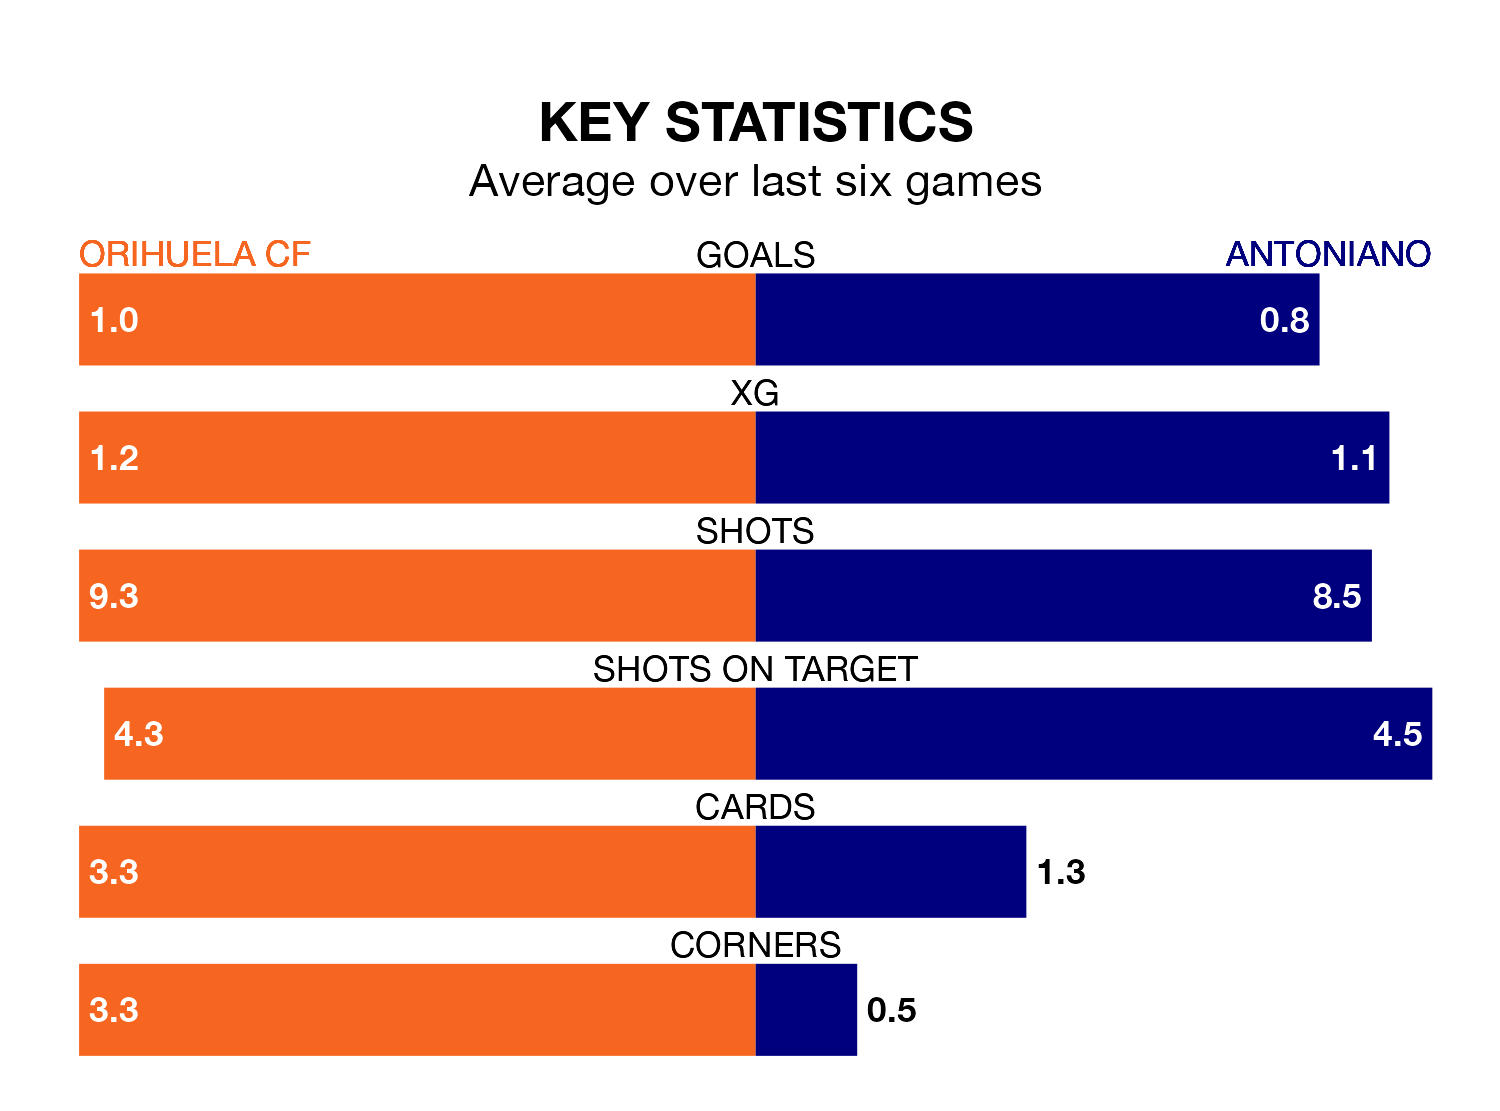 KEY STATISTICS
Average over last six games
ORIHUELA CF GOALS ANTONIANO
1.0 0.8
XG
1.2 1.1
SHOTS
9.3 8.5
SHOTS ON TARGET
4.3 4.5
CARDS
3.3 1.3
CORNERS
3.3 0.5